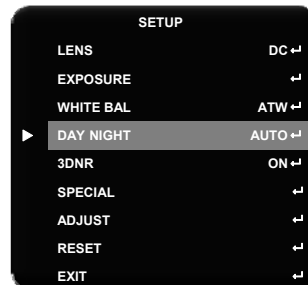 SETUP
LENS DC↵
EXPOSURE ↵
WHITE BAL ATW↵
▶ DAY NIGHT AUTO↵
3DNR ON↵
SPECIAL ↵
ADJUST ↵
RESET ↵
EXIT ↵